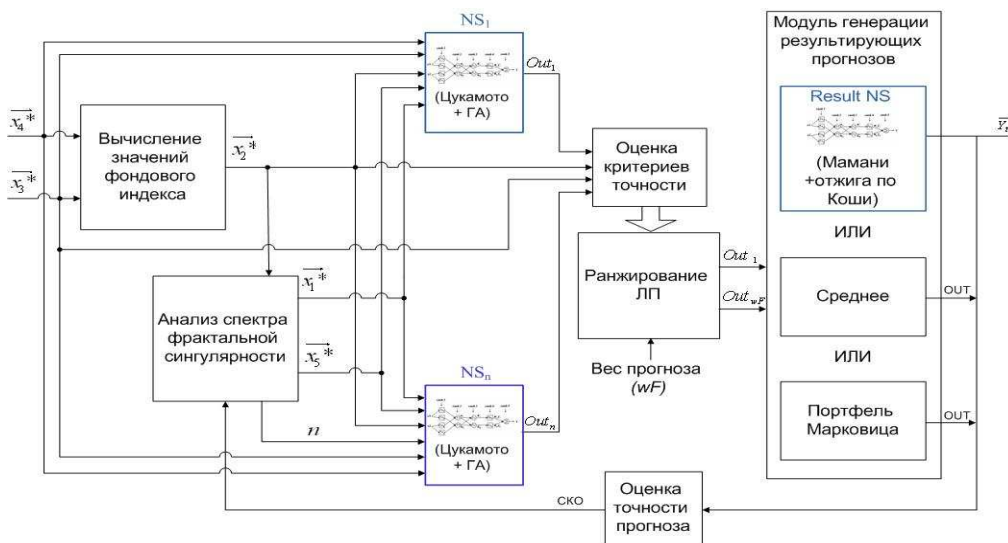 NS₁
(Цукамото
+ ГА)
Out₁
x₄*
x₃*
Вычисление
значений
фондового
индекса
x₂*
Оценка
критериев
точности
Ранжирование
ЛП
Out₁
Out_wF
Вес прогноза
(wF)
Анализ спектра
фрактальной
сингулярности
x₁*
x₅*
n
NSₙ
(Цукамото
+ ГА)
Outₙ
Модуль генерации
результирующих
прогнозов
Result NS
(Мамани
+отжига по
Коши)
ИЛИ
Среднее
OUT
ИЛИ
Портфель
Марковица
OUT
Оценка
точности
прогноза
СКО